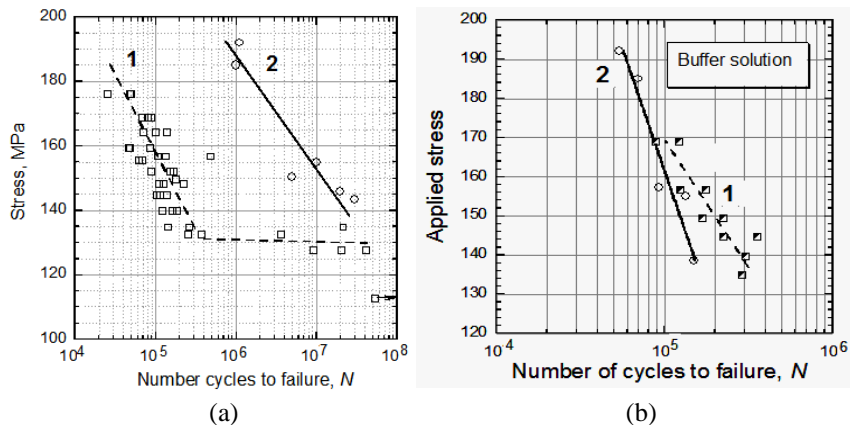 200
180
160
140
120
100
Stress, MPa
1
2
10^4 10^5 10^6 10^7 10^8
Number cycles to failure, N
(a)
200
190
180
170
160
150
140
130
120
Applied stress
Buffer solution
2
1
10^4 10^5 10^6
Number of cycles to failure, N
(b)